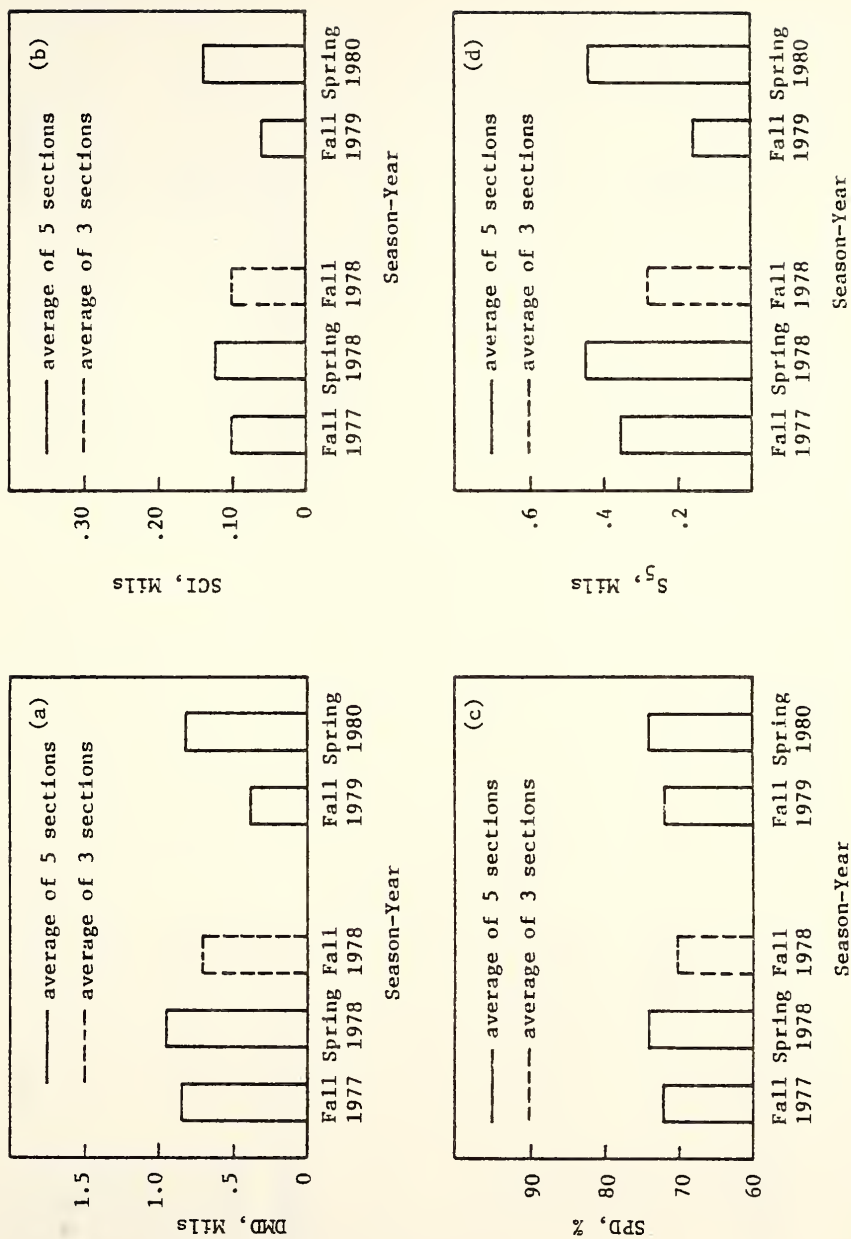 (a)
—— average of 5 sections
---- average of 3 sections
DMD, Mills
1.5
1.0
.5
0
Fall Spring Fall Fall Spring
1977 1978 1978 1979 1980
Season-Year
(b)
—— average of 5 sections
---- average of 3 sections
SCI, Mills
.30
.20
.10
0
Fall Spring Fall Fall Spring
1977 1978 1978 1979 1980
Season-Year
(c)
—— average of 5 sections
---- average of 3 sections
SPD, %
90
80
70
60
Fall Spring Fall Fall Spring
1977 1978 1978 1979 1980
Season-Year
(d)
—— average of 5 sections
---- average of 3 sections
S5, Mills
.6
.4
.2
Fall Spring Fall Fall Spring
1977 1978 1978 1979 1980
Season-Year